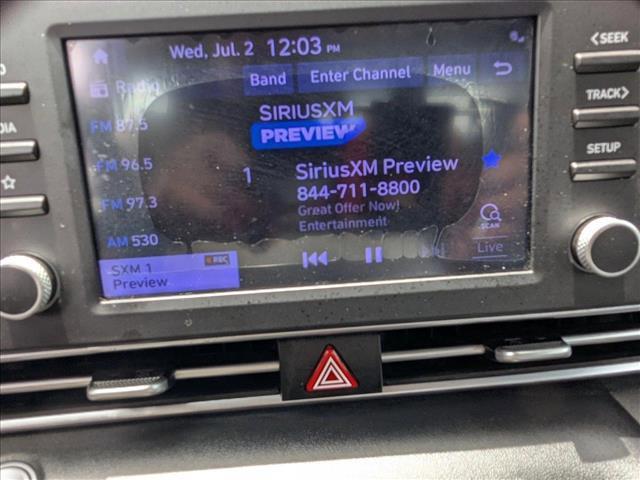 Wed, Jul. 2 12:03 PM
Radio
Band
Enter Channel
Menu
SIRIUSXM
PREVIEW
FM 87.5
FM 96.5
FM 97.3
AM 530
SXM 1
REC
Preview
1
SiriusXM Preview
844-711-8800
Great Offer Now!
Entertainment
SCAN
Live
<SEEK
TRACK>
SETUP